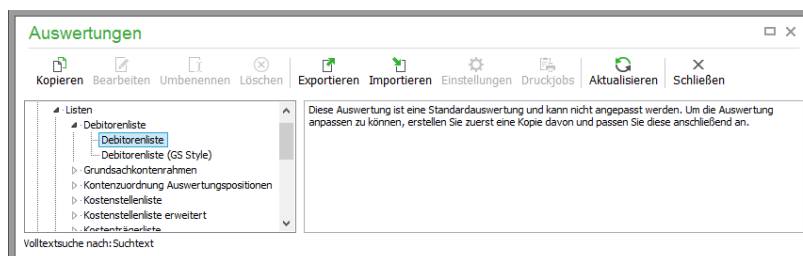 Auswertungen
Kopieren Bearbeiten Umbenennen Löschen Exportieren Importieren Einstellungen Druckjobs Aktualisieren Schließen
Listen
Debitorenliste
Debitorenliste
Debitorenliste (GS Style)
Grundsachkontenrahmen
Kontenzuordnung Auswertungspositionen
Kostenstellenliste
Kostenstellenliste erweitert
Kostenträgerliste
Diese Auswertung ist eine Standardauswertung und kann nicht angepasst werden. Um die Auswertung
anpassen zu können, erstellen Sie zuerst eine Kopie davon und passen Sie diese anschließend an.
Volltextsuche nach:Suchtext